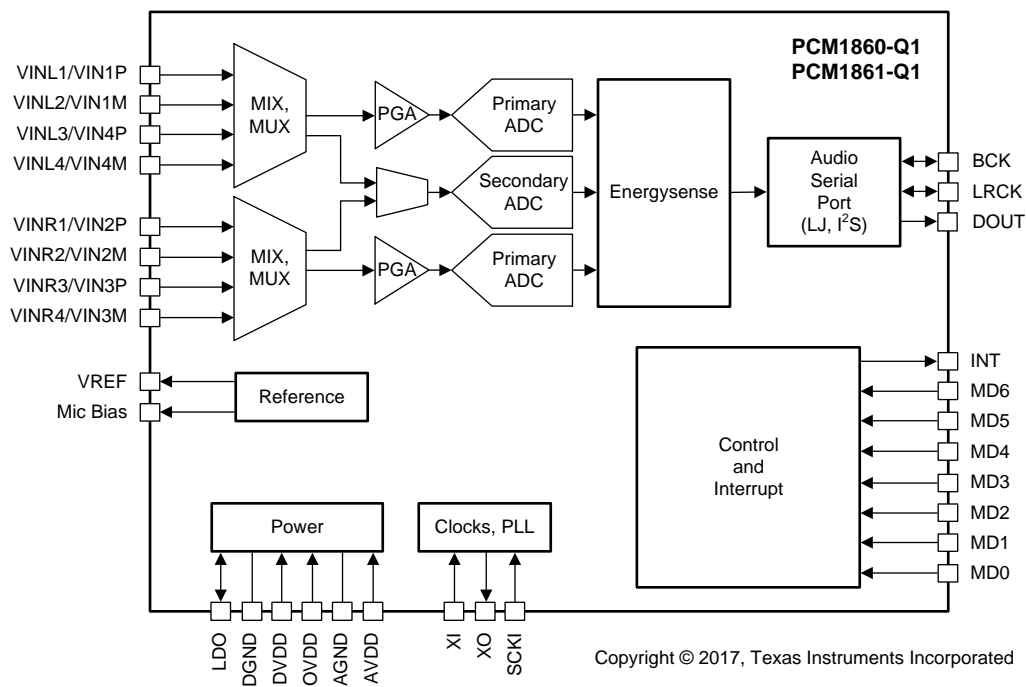 PCM1860-Q1
PCM1861-Q1
VINL1/VIN1P
VINL2/VIN1M
VINL3/VIN4P
VINL4/VIN4M
MIX,
MUX
PGA
Primary
ADC
Secondary
ADC
Energysense
Audio
Serial
Port
(LJ, I²S)
BCK
LRCK
DOUT
VINR1/VIN2P
VINR2/VIN2M
VINR3/VIN3P
VINR4/VIN3M
MIX,
MUX
PGA
Primary
ADC
VREF
Mic Bias
Reference
Control
and
Interrupt
INT
MD6
MD5
MD4
MD3
MD2
MD1
MD0
Power
Clocks, PLL
LDO
DGND
DVDD
OVDD
AGND
AVDD
XI
XO
SCKI
Copyright © 2017, Texas Instruments Incorporated